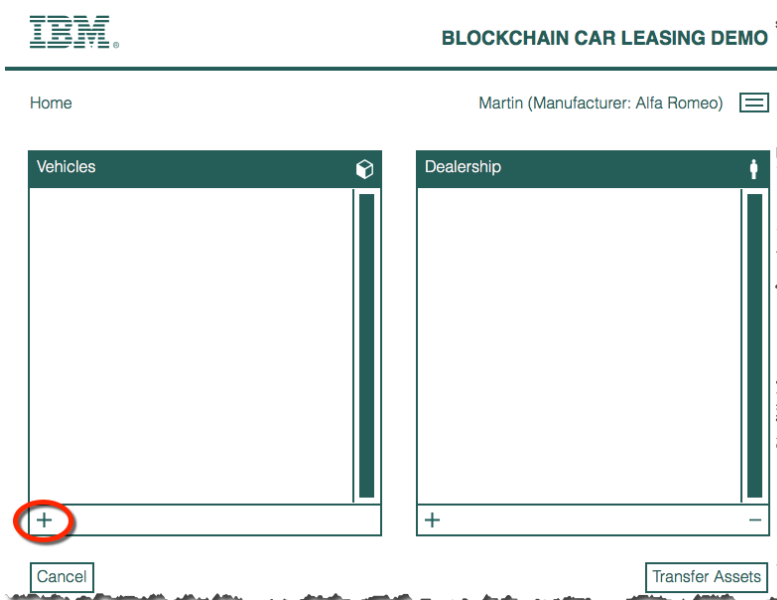 IBM®
BLOCKCHAIN CAR LEASING DEMO
Home
Martin (Manufacturer: Alfa Romeo)
Vehicles
Dealership
+
+ −
Cancel
Transfer Assets